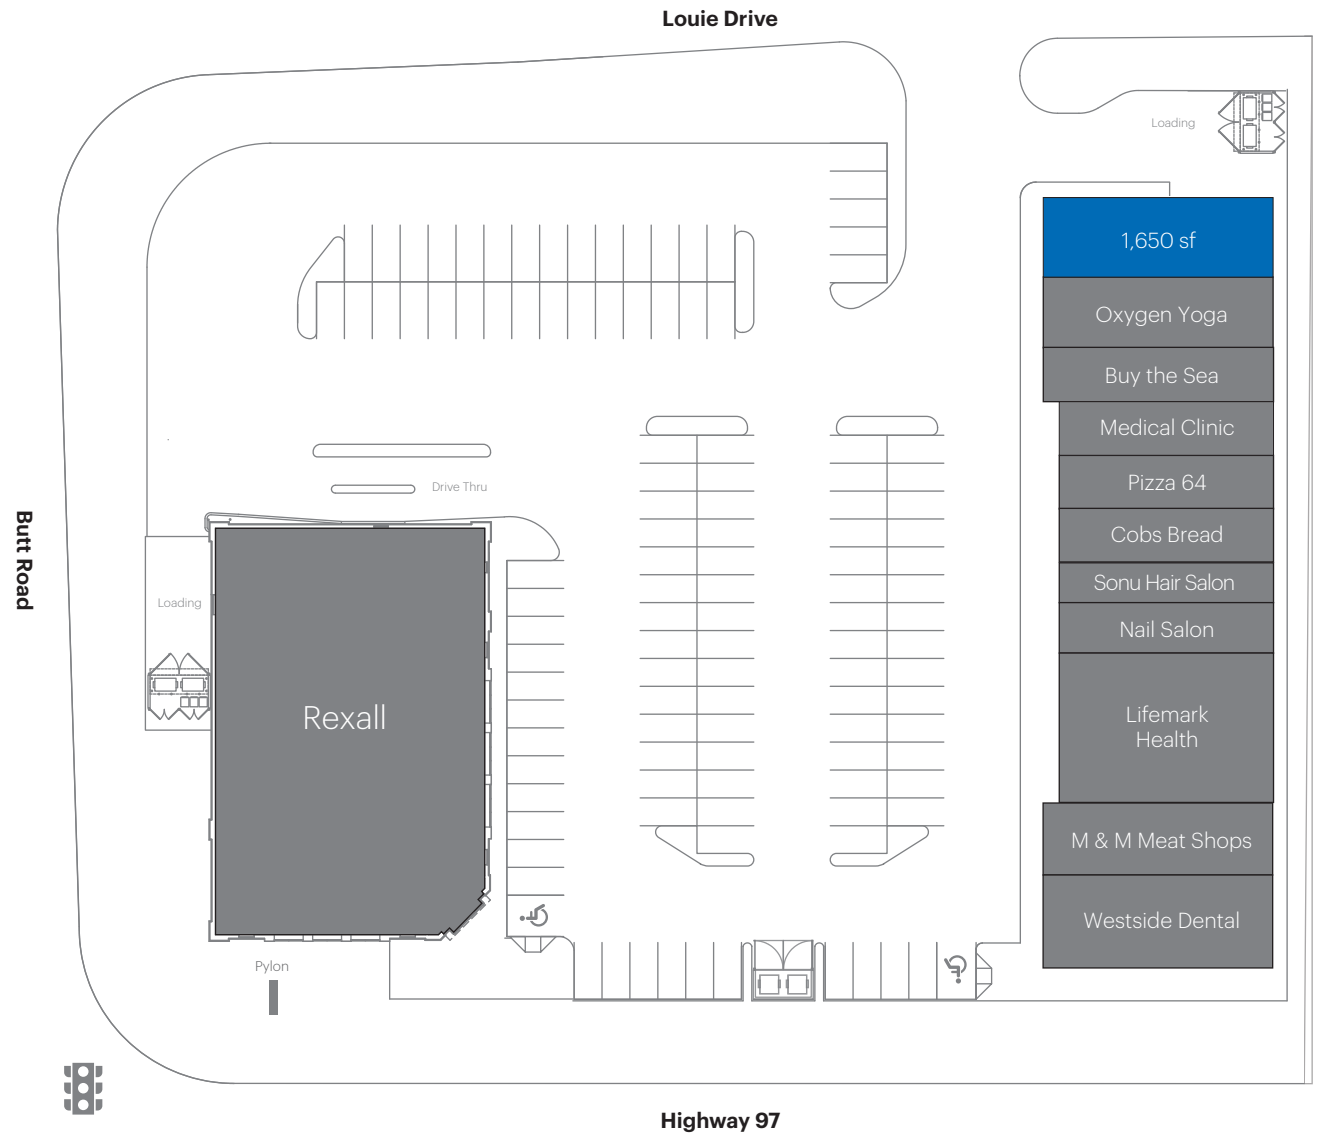 Louie Drive
Loading
1,650 sf
Oxygen Yoga
Buy the Sea
Medical Clinic
Pizza 64
Drive Thru
Cobs Bread
Butt Road
Sonu Hair Salon
Loading
Nail Salon
Rexall
Lifemark
Health
M & M Meat Shops
Westside Dental
Pylon
Highway 97